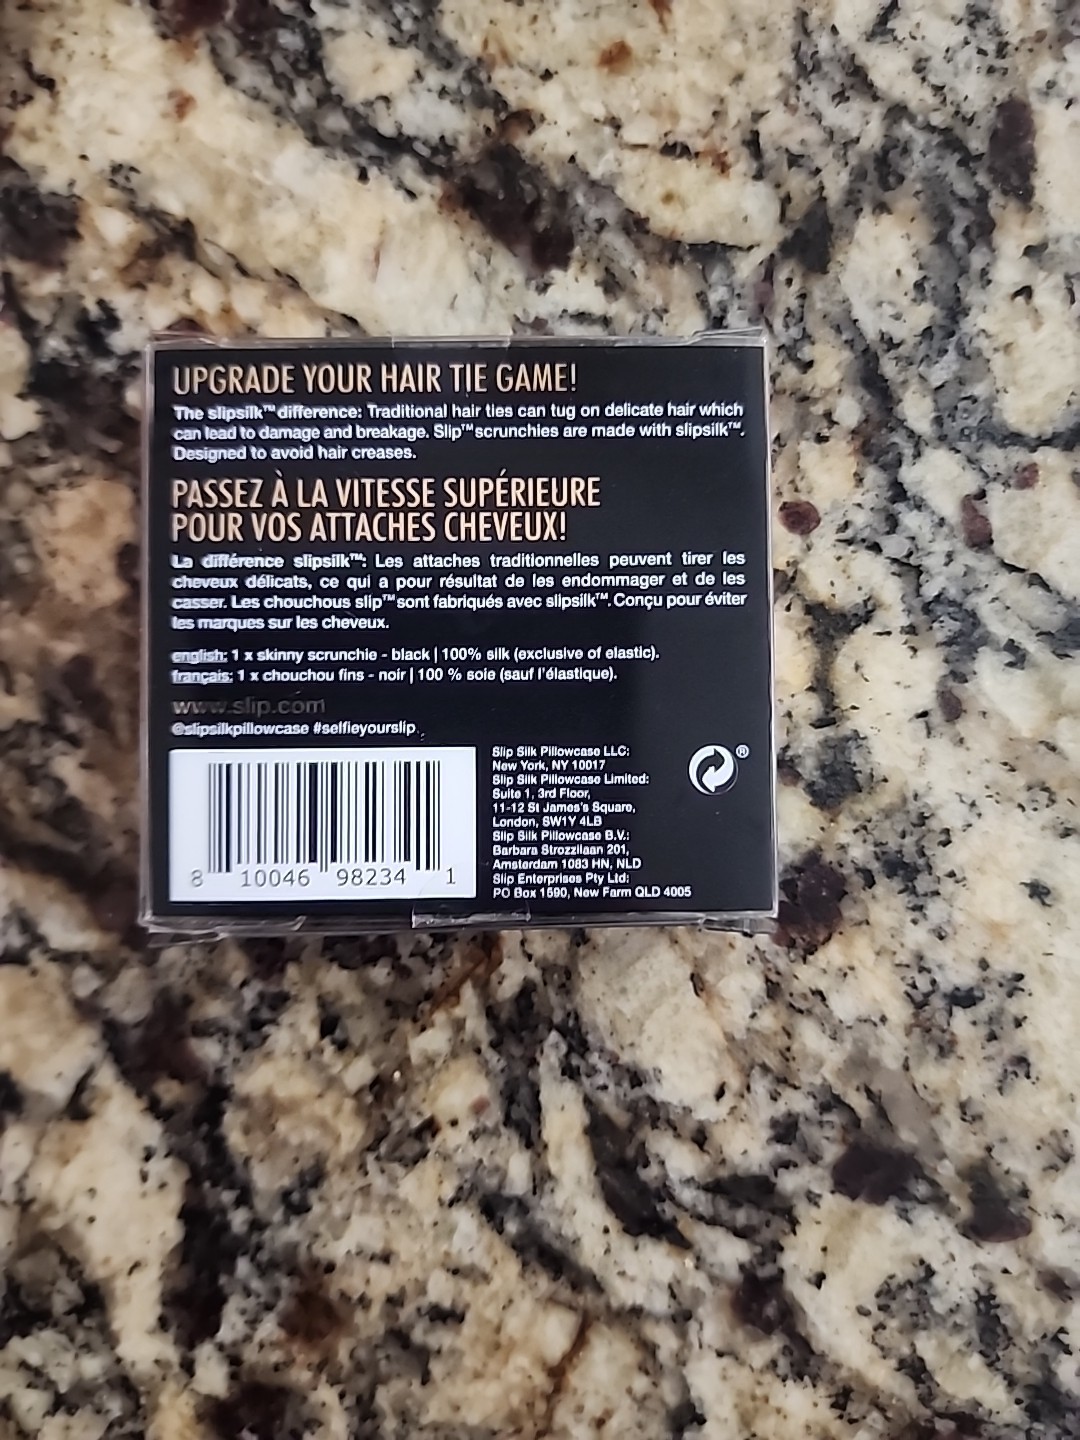 UPGRADE YOUR HAIR TIE GAME!
The slipsilk™ difference: Traditional hair ties can tug on delicate hair which
can lead to damage and breakage. Slip™ scrunchies are made with slipsilk™.
Designed to avoid hair creases.
PASSEZ À LA VITESSE SUPÉRIEURE
POUR VOS ATTACHES CHEVEUX!
La différence slipsilk™: Les attaches traditionnelles peuvent tirer les
cheveux délicats, ce qui a pour résultat de les endommager et de les
casser. Les chouchous slip™ sont fabriqués avec slipsilk™. Conçu pour éviter
les marques sur les cheveux.
english: 1 x skinny scrunchie - black | 100% silk (exclusive of elastic).
français: 1 x chouchou fins - noir | 100 % soie (sauf l'élastique).
www.slip.com
@slipsilkpillowcase #selfieyourslip
8 10046 98234 1
Slip Silk Pillowcase LLC:
New York, NY 10017
Slip Silk Pillowcase Limited:
Suite 1, 3rd Floor,
11-12 St James's Square,
London, SW1Y 4LB
Slip Silk Pillowcase B.V.:
Barbara Strozzilaan 201,
Amsterdam 1083 HN, NLD
Slip Enterprises Pty Ltd:
PO Box 1590, New Farm QLD 4005
®